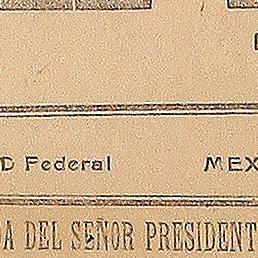 D Federal MEX
DA DEL SEÑOR PRESIDENT